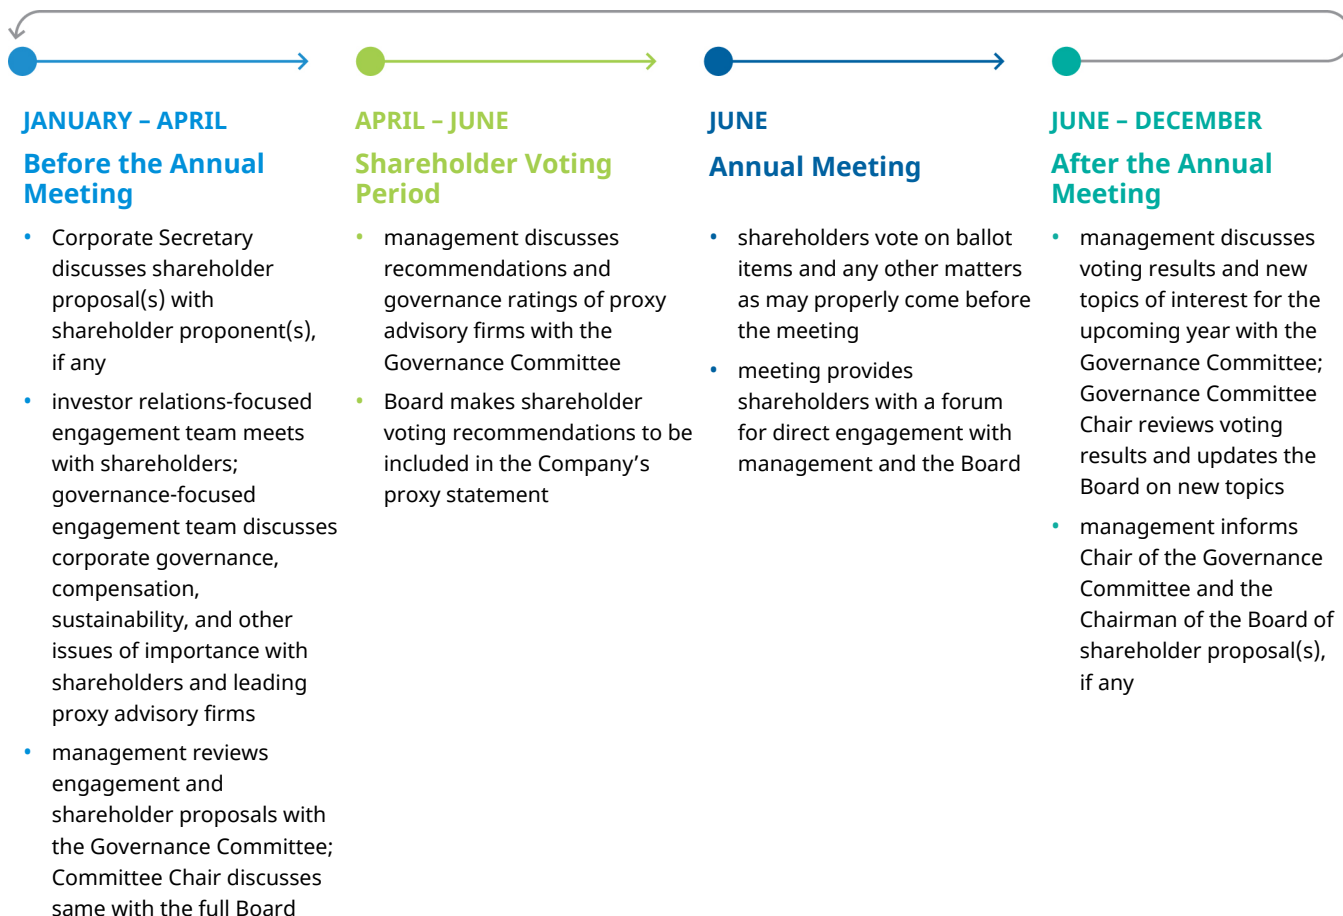 JANUARY – APRIL
Before the Annual
Meeting
• Corporate Secretary
discusses shareholder
proposal(s) with
shareholder proponent(s),
if any
• investor relations-focused
engagement team meets
with shareholders;
governance-focused
engagement team discusses
corporate governance,
compensation,
sustainability, and other
issues of importance with
shareholders and leading
proxy advisory firms
• management reviews
engagement and
shareholder proposals with
the Governance Committee;
Committee Chair discusses
same with the full Board
APRIL – JUNE
Shareholder Voting
Period
• management discusses
recommendations and
governance ratings of proxy
advisory firms with the
Governance Committee
• Board makes shareholder
voting recommendations to be
included in the Company’s
proxy statement
JUNE
Annual Meeting
• shareholders vote on ballot
items and any other matters
as may properly come before
the meeting
• meeting provides
shareholders with a forum
for direct engagement with
management and the Board
JUNE – DECEMBER
After the Annual
Meeting
• management discusses
voting results and new
topics of interest for the
upcoming year with the
Governance Committee;
Governance Committee
Chair reviews voting
results and updates the
Board on new topics
• management informs
Chair of the Governance
Committee and the
Chairman of the Board of
shareholder proposal(s),
if any